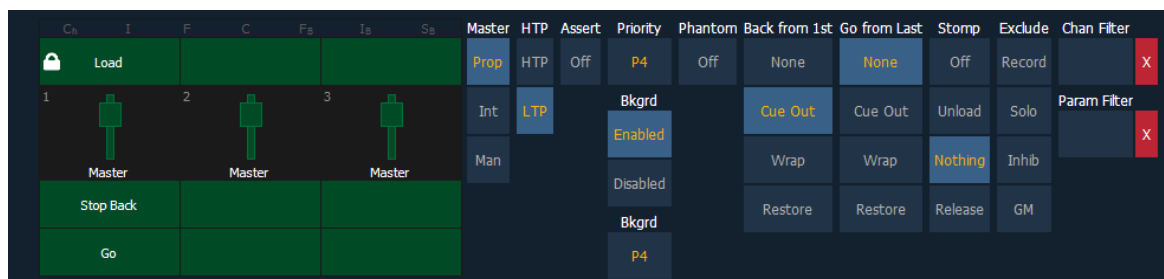 Ch I F C FB IB SB Master HTP Assert Priority Phantom Back from 1st Go from Last Stomp Exclude Chan Filter
Load Prop HTP Off P4 Off None None Off Record X
1 2 3 Bkgrd Param Filter
Int LTP Enabled Cue Out Cue Out Unload Solo X
Man Wrap Wrap Nothing Inhib
Master Master Master Disabled
Stop Back Restore Restore Release GM
Bkgrd
Go P4